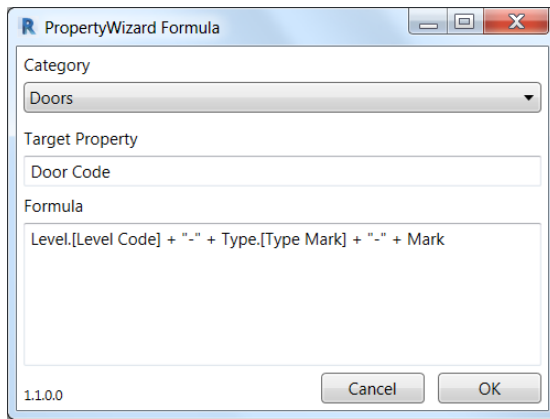 R PropertyWizard Formula
Category
Doors
Target Property
Door Code
Formula
Level.[Level Code] + "-" + Type.[Type Mark] + "-" + Mark
1.1.0.0 Cancel OK